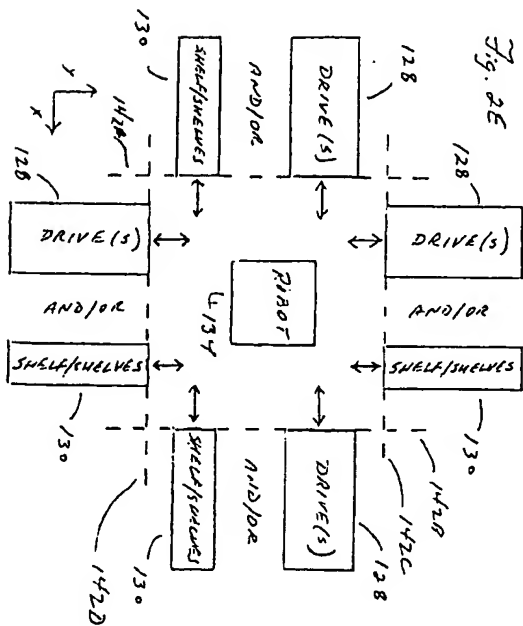 Fig. 2E
130
SHELF/SHELVES
AND/OR
DRIVE(S)
128
Y
X
142A
128
DRIVE(S)
AND/OR
SHELF/SHELVES
130
ROBOT
134
128
DRIVE(S)
AND/OR
SHELF/SHELVES
130
SHELF/SHELVES
AND/OR
DRIVE(S)
130
128
142D
142C
142B